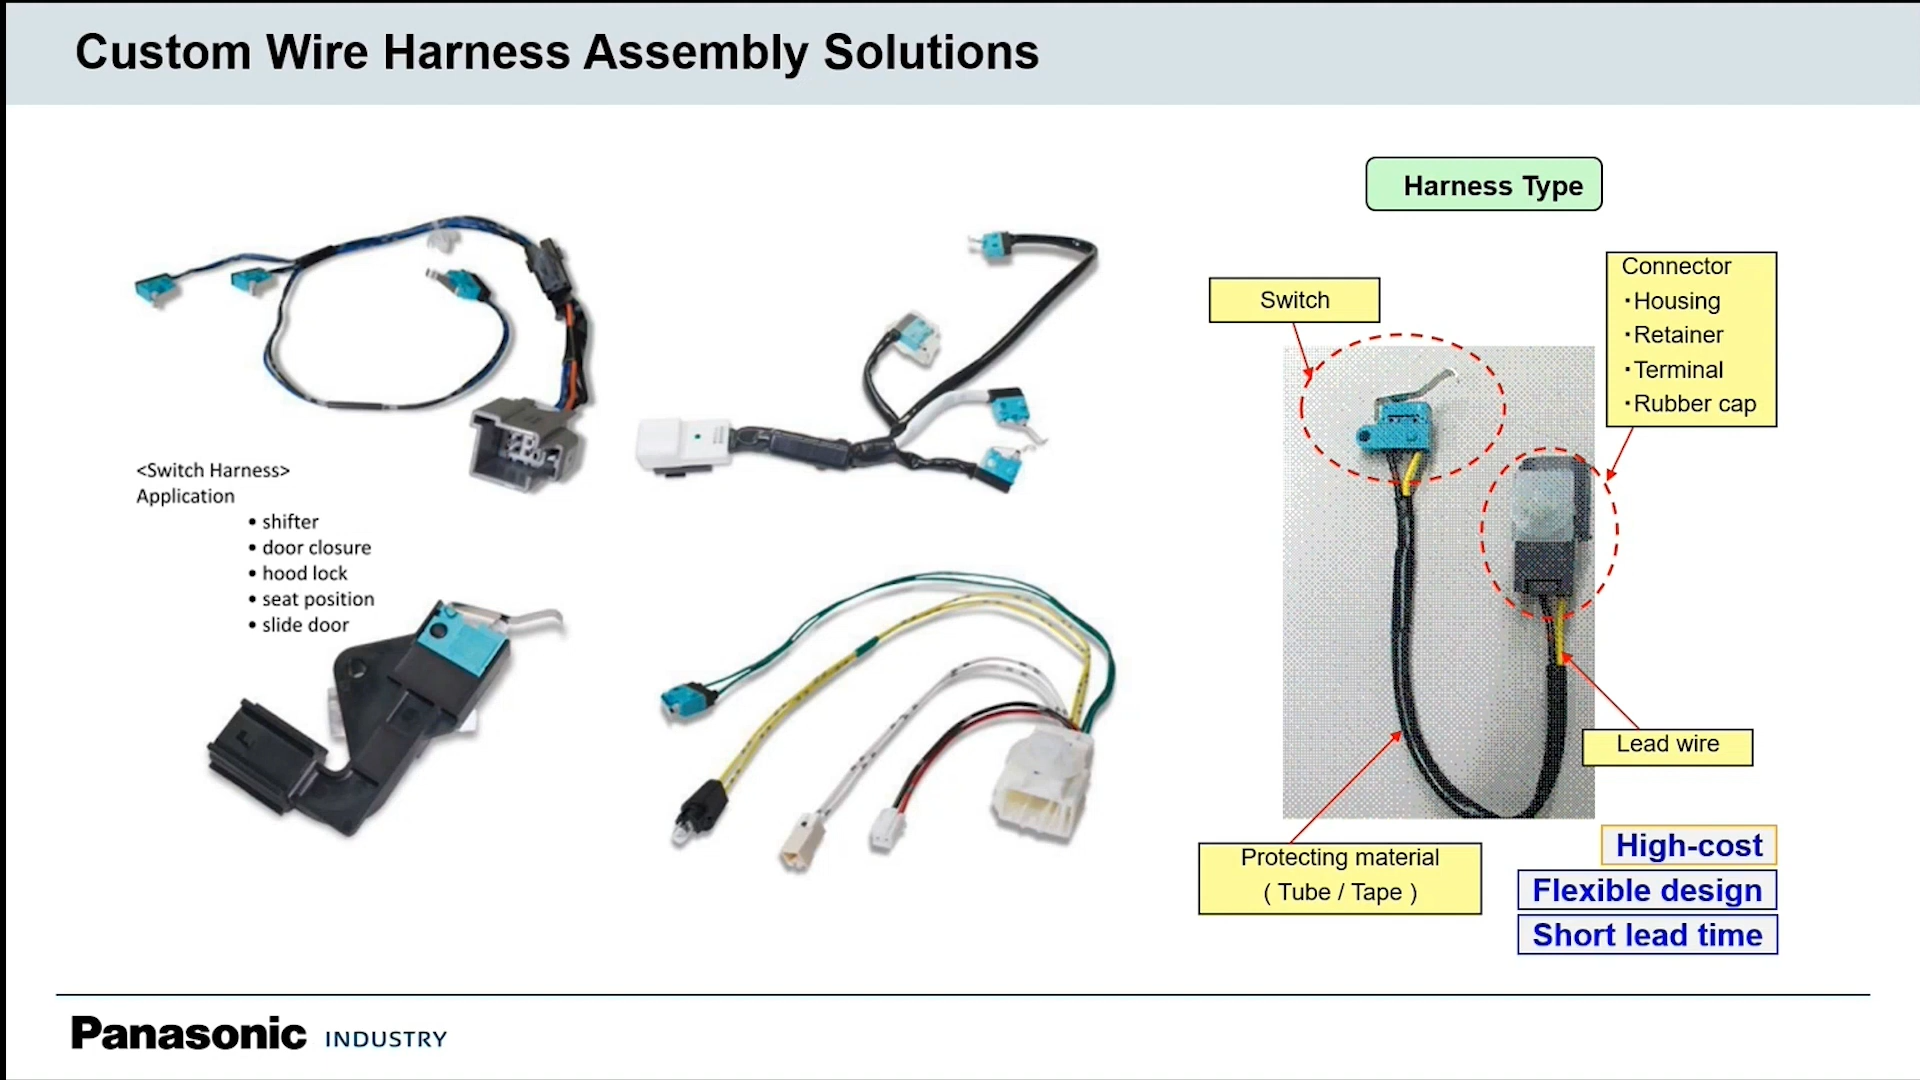 Custom Wire Harness Assembly Solutions
<Switch Harness>
Application
• shifter
• door closure
• hood lock
• seat position
• slide door
Harness Type
Switch
Connector
・Housing
・Retainer
・Terminal
・Rubber cap
Lead wire
Protecting material
( Tube / Tape )
High-cost
Flexible design
Short lead time
Panasonic INDUSTRY